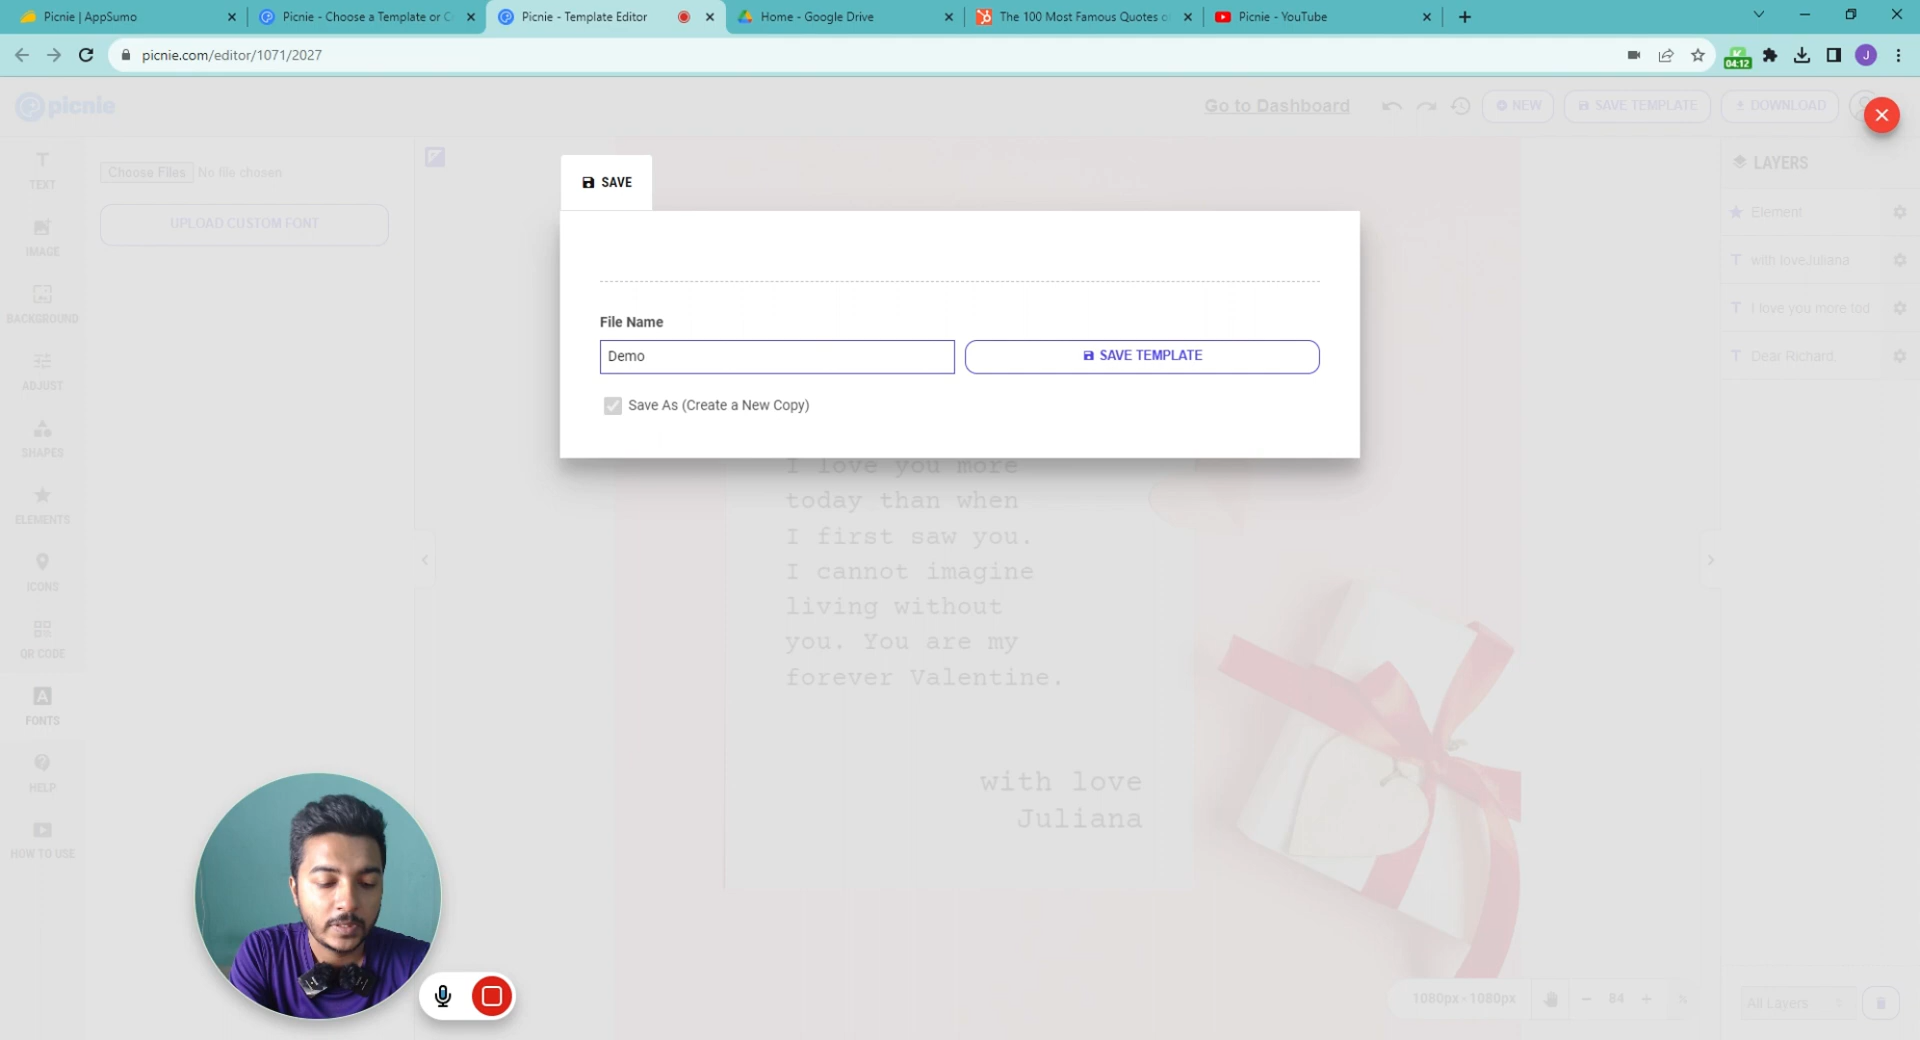 Picnie | AppSumo
Picnie - Choose a Template or C
Picnie - Template Editor
Home - Google Drive
The 100 Most Famous Quotes o
Picnie - YouTube
picnie.com/editor/1071/2027
04:12
J
picnie
Go to Dashboard
NEW
SAVE TEMPLATE
DOWNLOAD
TEXT
IMAGE
BACKGROUND
ADJUST
SHAPES
ELEMENTS
ICONS
QR CODE
FONTS
HELP
HOW TO USE
Choose Files No file chosen
UPLOAD CUSTOM FONT
SAVE
File Name
Demo
SAVE TEMPLATE
Save As (Create a New Copy)
I love you more
today than when
I first saw you.
I cannot imagine
living without
you. You are my
forever Valentine.
with love
Juliana
LAYERS
Element
with loveJuliana
I love you more tod
Dear Richard,
1080px × 1080px
84
%
All Layers